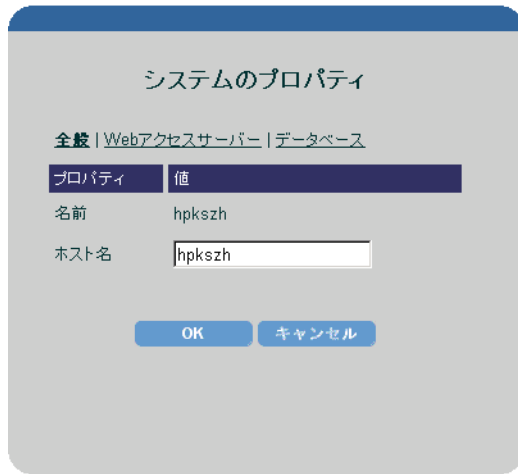 システムのプロパティ
全般 | Webアクセスサーバー | データベース
プロパティ 値
名前 hpkszh
ホスト名 hpkszh
OK キャンセル